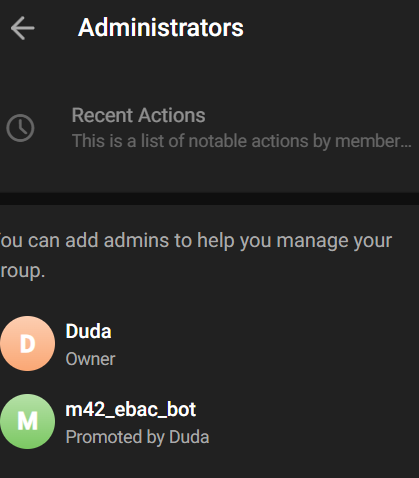 Administrators
Recent Actions
This is a list of notable actions by member...
ou can add admins to help you manage your
roup.
D
Duda
Owner
M
m42_ebac_bot
Promoted by Duda